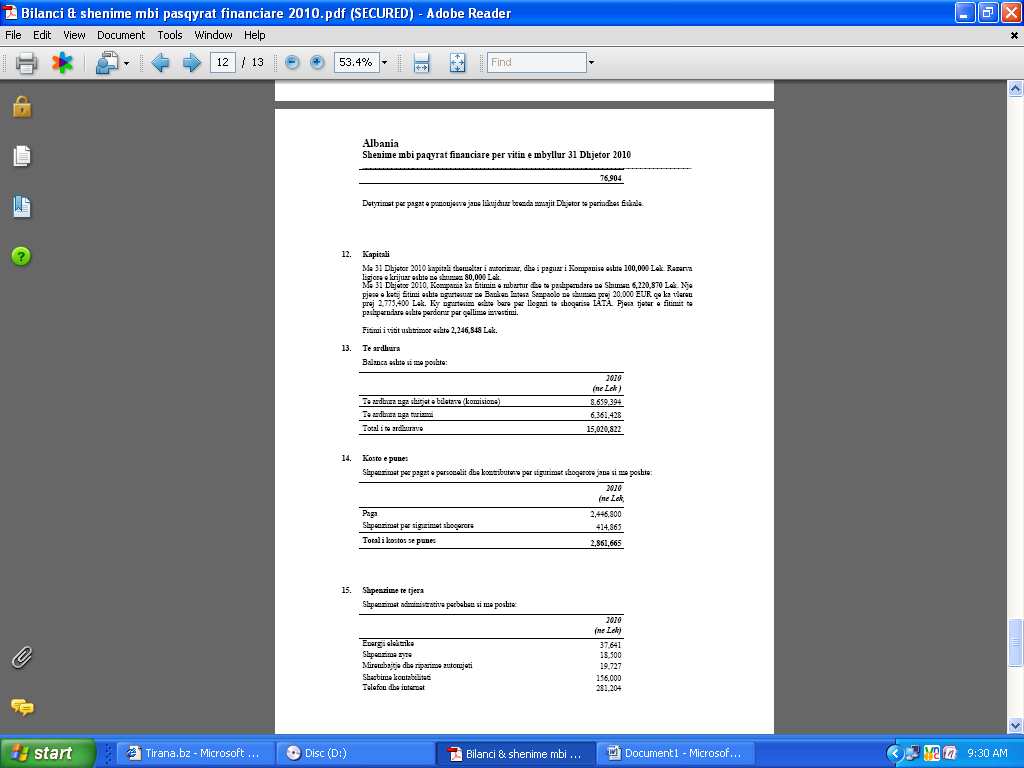 Bilanci & shenime mbi pasqyrat financiare 2010.pdf (SECURED) - Adobe Reader
File Edit View Document Tools Window Help
12 / 13 53.4% Find
Albania
Shenime mbi paqyrat financiare per vitin e mbyllur 31 Dhjetor 2010
76,904
Detyrimet per pagat e punonjesve jane likujduar brenda muajit Dhjetor te periudhes fiskale.
12. Kapitali
Me 31 Dhjetor 2010 kapitali themeltar i autorizuar, dhe i paguar i Kompanise eshte 100,000 Lek. Rezerva
ligjore e krijuar eshte ne shumen 80,000 Lek.
Me 31 Dhjetor 2010, Kompania ka fitimin e mbartur dhe te pashperndare ne Shumen 6,220,870 Lek. Nje
pjese e ketij fitimi eshte ngurtesuar ne Banken Intesa Sanpaolo ne shumen prej 20,000 EUR qe ka vleren
prej 2,775,400 Lek. Ky ngurtesim eshte bere per llogari te shoqerise IATA. Pjesa tjeter e fitimit te
pashperndare eshte perdorur per qellime investimi.
Fitimi i vitit ushtrimor eshte 2,246,848 Lek.
13. Te ardhura
Balanca eshte si me poshte:
2010
(ne Lek )
Te ardhura nga shitjet e biletave (komisione) 8,659,394
Te ardhura nga turizmi 6,361,428
Total i te ardhurave 15,020,822
14. Kosto e punes
Shpenzimet per pagat e personelit dhe kontributeve per sigurimet shoqerore jane si me poshte:
2010
(ne Lek
Paga 2,446,800
Shpenzimet per sigurimet shoqerore 414,865
Total i kostos se punes 2,861,665
15. Shpenzime te tjera
Shpenzimet administrative perbehen si me poshte:
2010
(ne Lek)
Energji elektrike 37,641
Shpenzime zyre 18,500
Mirembajtje dhe riparime automjeti 19,727
Sherbime kontabiliteti 156,000
Telefon dhe internet 281,204
start Tirana.bz - Microsoft ... Disc (D:) Bilanci & shenime mbi ... Document1 - Microsof... 9:30 AM